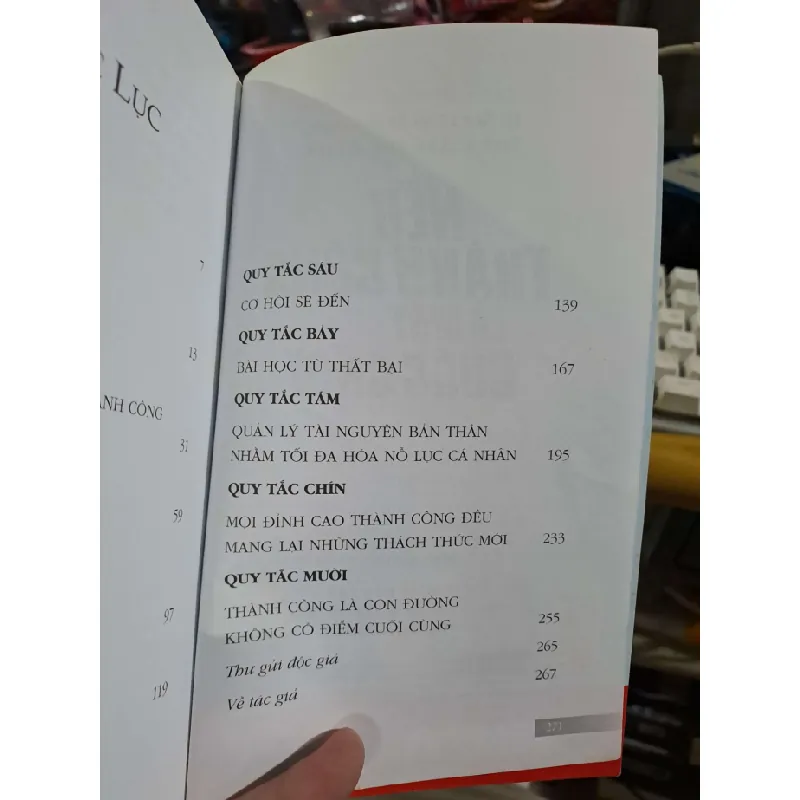 LỤC
7
13
ÀNH CÔNG
31
59
97
119
QUY TẮC SÁU
CƠ HỘI SẼ ĐẾN 139
QUY TẮC BẢY
BÀI HỌC TỪ THẤT BẠI 167
QUY TẮC TÁM
QUẢN LÝ TÀI NGUYÊN BẢN THÂN
NHẰM TỐI ĐA HÓA NỖ LỰC CÁ NHÂN 195
QUY TẮC CHÍN
MỌI ĐỈNH CAO THÀNH CÔNG ĐỀU
MANG LẠI NHỮNG THÁCH THỨC MỚI 233
QUY TẮC MƯỜI
THÀNH CÔNG LÀ CON ĐƯỜNG
KHÔNG CÓ ĐIỂM CUỐI CÙNG 255
Thư gửi độc giả 265
Về tác giả 267
271